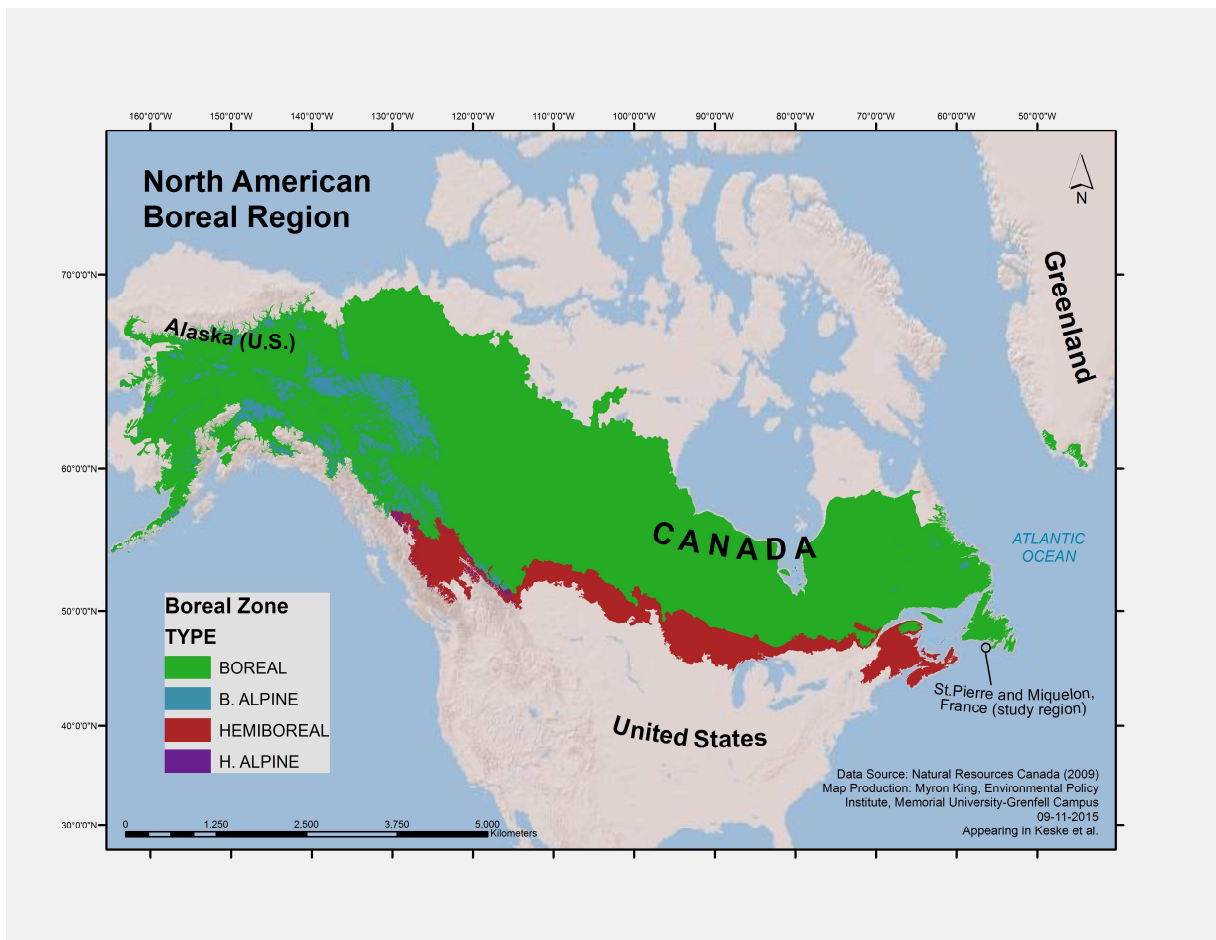 160°0'0"W 150°0'0"W 140°0'0"W 130°0'0"W 120°0'0"W 110°0'0"W 100°0'0"W 90°0'0"W 80°0'0"W 70°0'0"W 60°0'0"W 50°0'0"W
North American
Boreal Region
N
70°0'0"N
Greenland
Alaska (U.S.)
60°0'0"N
CANADA
ATLANTIC
OCEAN
50°0'0"N
Boreal Zone
TYPE
BOREAL
B. ALPINE
HEMIBOREAL
H. ALPINE
St.Pierre and Miquelon,
France (study region)
40°0'0"N
United States
Data Source: Natural Resources Canada (2009)
Map Production: Myron King, Environmental Policy
Institute, Memorial University-Grenfell Campus
09-11-2015
Appearing in Keske et al.
30°0'0"N
0 1,250 2,500 3,750 5,000
Kilometers